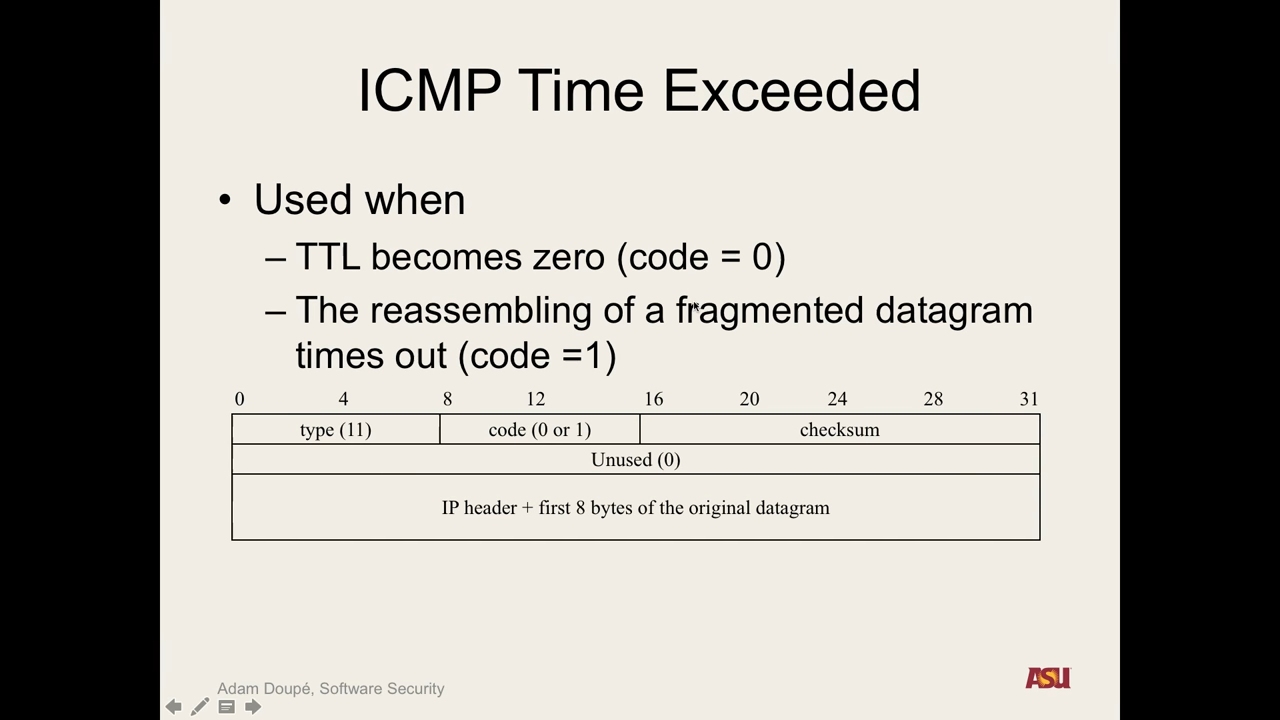 ICMP Time Exceeded
• Used when
– TTL becomes zero (code = 0)
– The reassembling of a fragmented datagram
times out (code =1)
0 4 8 12 16 20 24 28 31
type (11) code (0 or 1) checksum
Unused (0)
IP header + first 8 bytes of the original datagram
Adam Doupé, Software Security
ASU